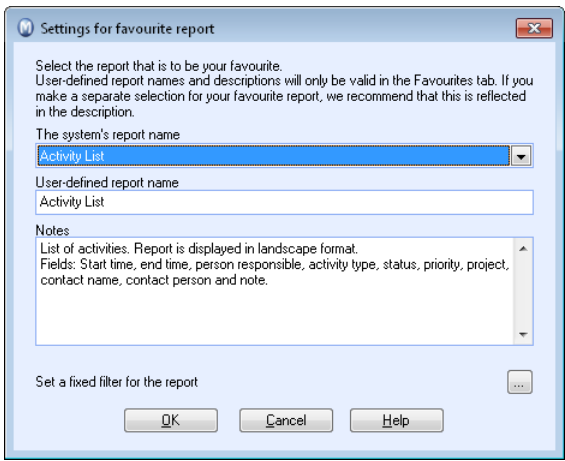 Settings for favourite report
Select the report that is to be your favourite.
User-defined report names and descriptions will only be valid in the Favourites tab. If you
make a separate selection for your favourite report, we recommend that this is reflected
in the description.
The system's report name
Activity List
User-defined report name
Activity List
Notes
List of activities. Report is displayed in landscape format.
Fields: Start time, end time, person responsible, activity type, status, priority, project,
contact name, contact person and note.
Set a fixed filter for the report
...
OK
Cancel
Help